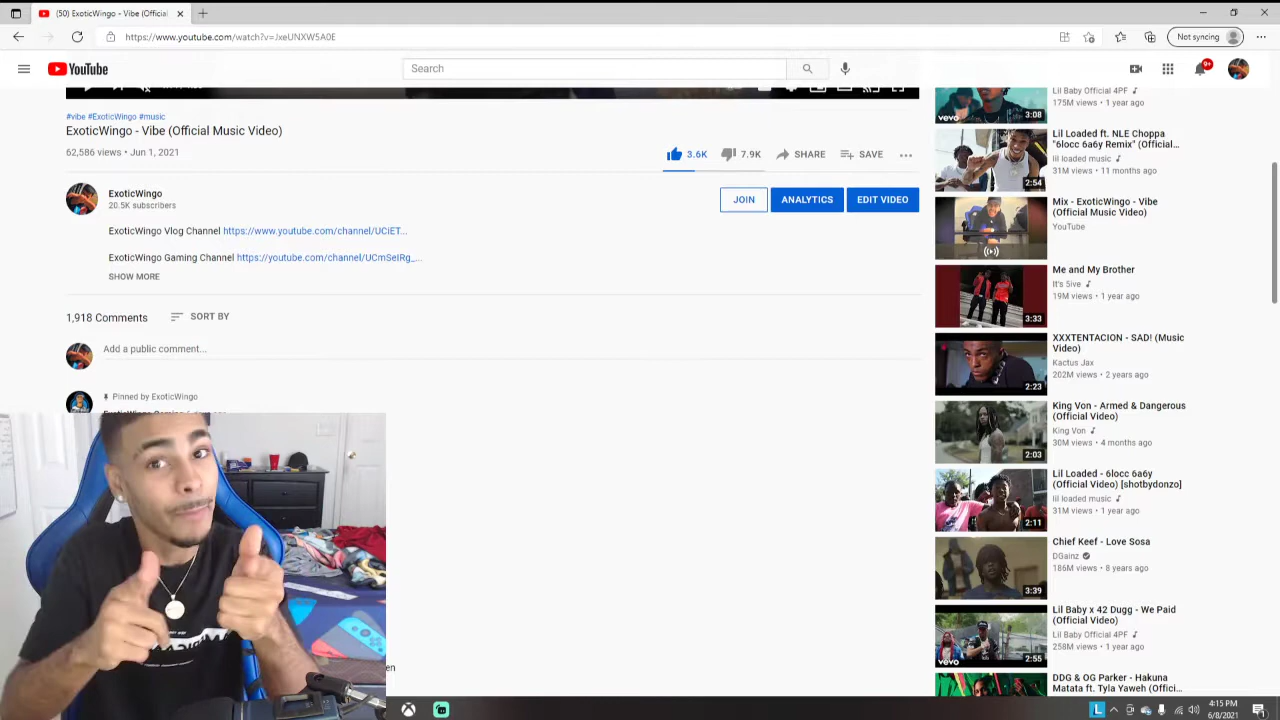 (50) ExoticWingo - Vibe (Official
https://www.youtube.com/watch?v=JxeUNXW5A0E
Not syncing
YouTube
Search
9+
#vibe #ExoticWingo #music
ExoticWingo - Vibe (Official Music Video)
62,586 views • Jun 1, 2021
3.6K
7.9K
SHARE
SAVE
ExoticWingo
20.5K subscribers
JOIN
ANALYTICS
EDIT VIDEO
ExoticWingo Vlog Channel https://www.youtube.com/channel/UCiET...
ExoticWingo Gaming Channel https://youtube.com/channel/UCmSeIRg_...
SHOW MORE
1,918 Comments
SORT BY
Add a public comment...
Pinned by ExoticWingo
en
Lil Baby Official 4PF
175M views • 1 year ago
vevo
3:08
Lil Loaded ft. NLE Choppa
"6locc 6a6y Remix" (Official...
lil loaded music
31M views • 11 months ago
2:54
Mix - ExoticWingo - Vibe
(Official Music Video)
YouTube
Me and My Brother
It's 5ive
19M views • 1 year ago
3:33
XXXTENTACION - SAD! (Music
Video)
Kactus Jax
202M views • 2 years ago
2:23
King Von - Armed & Dangerous
(Official Video)
King Von
30M views • 4 months ago
2:03
Lil Loaded - 6locc 6a6y
(Official Video) [shotbydonzo]
lil loaded music
31M views • 1 year ago
2:11
Chief Keef - Love Sosa
DGainz
186M views • 8 years ago
3:39
Lil Baby x 42 Dugg - We Paid
(Official Video)
Lil Baby Official 4PF
258M views • 1 year ago
vevo
2:55
DDG & OG Parker - Hakuna
Matata ft. Tyla Yaweh (Offici...
L
4:15 PM
6/8/2021